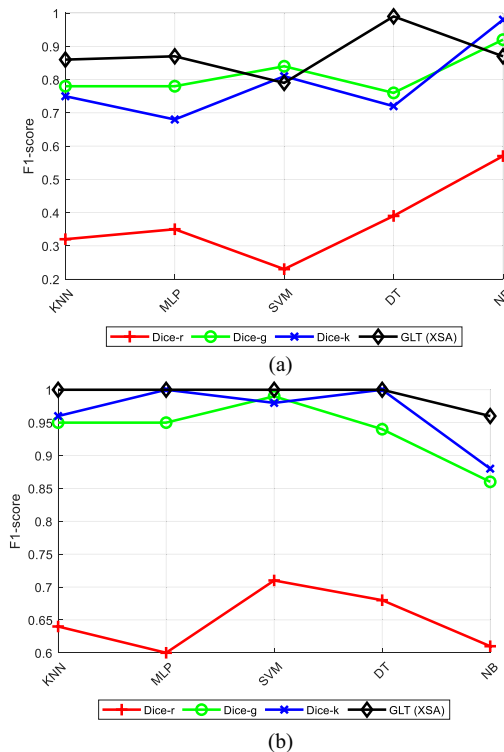 1
0.9
0.8
0.7
0.6
0.5
0.4
0.3
0.2
F1-score
KNN MLP SVM DT NB
Dice-r Dice-g Dice-k GLT (XSA)
(a)
1
0.95
0.9
0.85
0.8
0.75
0.7
0.65
0.6
F1-score
KNN MLP SVM DT NB
Dice-r Dice-g Dice-k GLT (XSA)
(b)